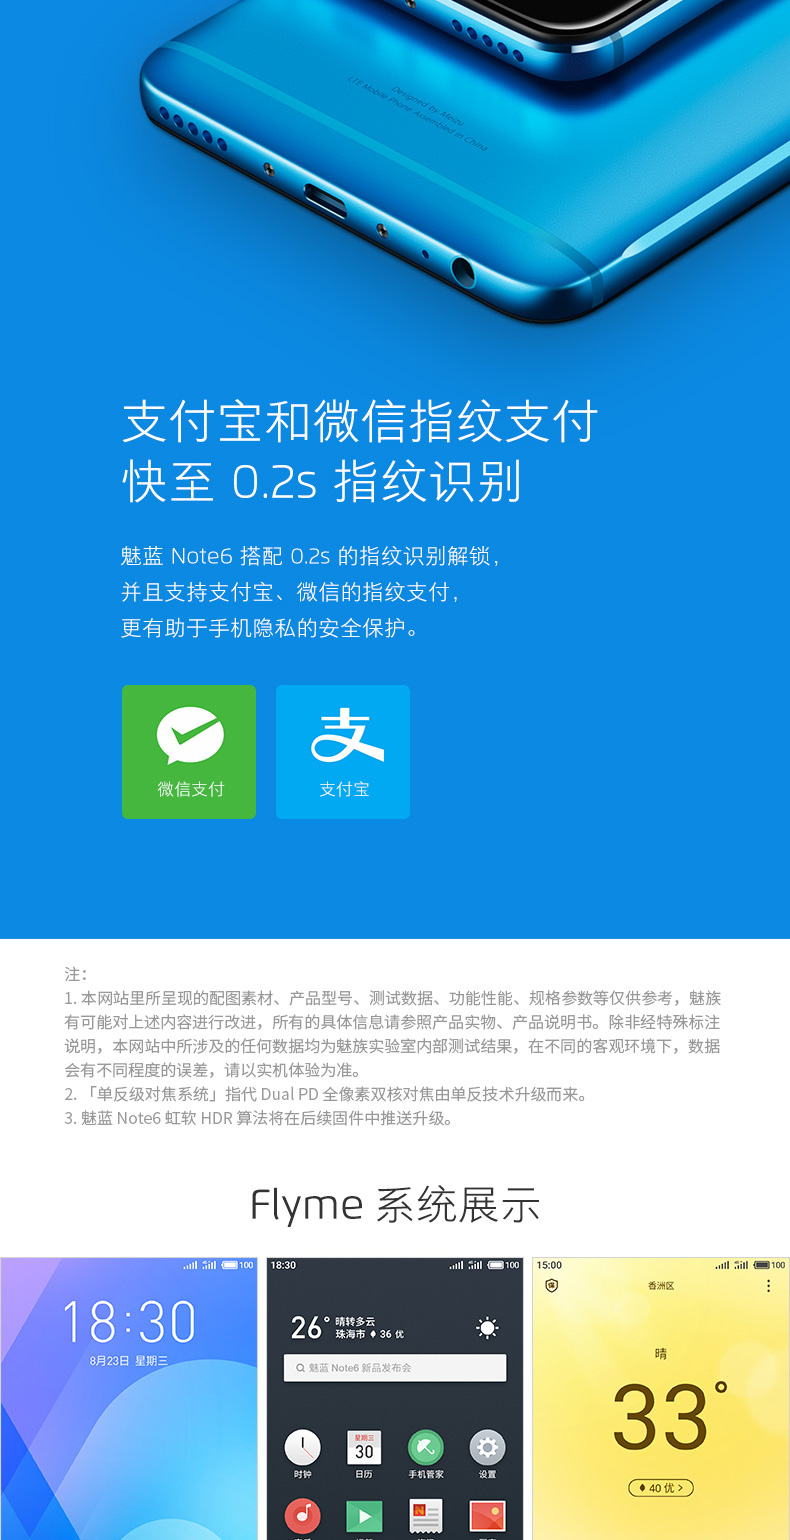 Designed by Meizu
LTE Mobile Phone Assembled in China
支付宝和微信指纹支付
快至 0.2s 指纹识别
魅蓝 Note6 搭配 0.2s 的指纹识别解锁，
并且支持支付宝、微信的指纹支付，
更有助于手机隐私的安全保护。
微信支付
支付宝
注：
1. 本网站里所呈现的配图素材、产品型号、测试数据、功能性能、规格参数等仅供参考，魅族
有可能对上述内容进行改进，所有的具体信息请参照产品实物、产品说明书。除非经特殊标注
说明，本网站中所涉及的任何数据均为魅族实验室内部测试结果，在不同的客观环境下，数据
会有不同程度的误差，请以实机体验为准。
2. 「单反级对焦系统」指代 Dual PD 全像素双核对焦由单反技术升级而来。
3. 魅蓝 Note6 虹软 HDR 算法将在后续固件中推送升级。
Flyme 系统展示
100
18:30
8月23日 星期三
18:30 100
26° 晴转多云
珠海市 36 优
魅蓝 Note6 新品发布会
星期三
30
时钟 日历 手机管家 设置
15:00 100
保 香洲区
晴
33°
40 优 >